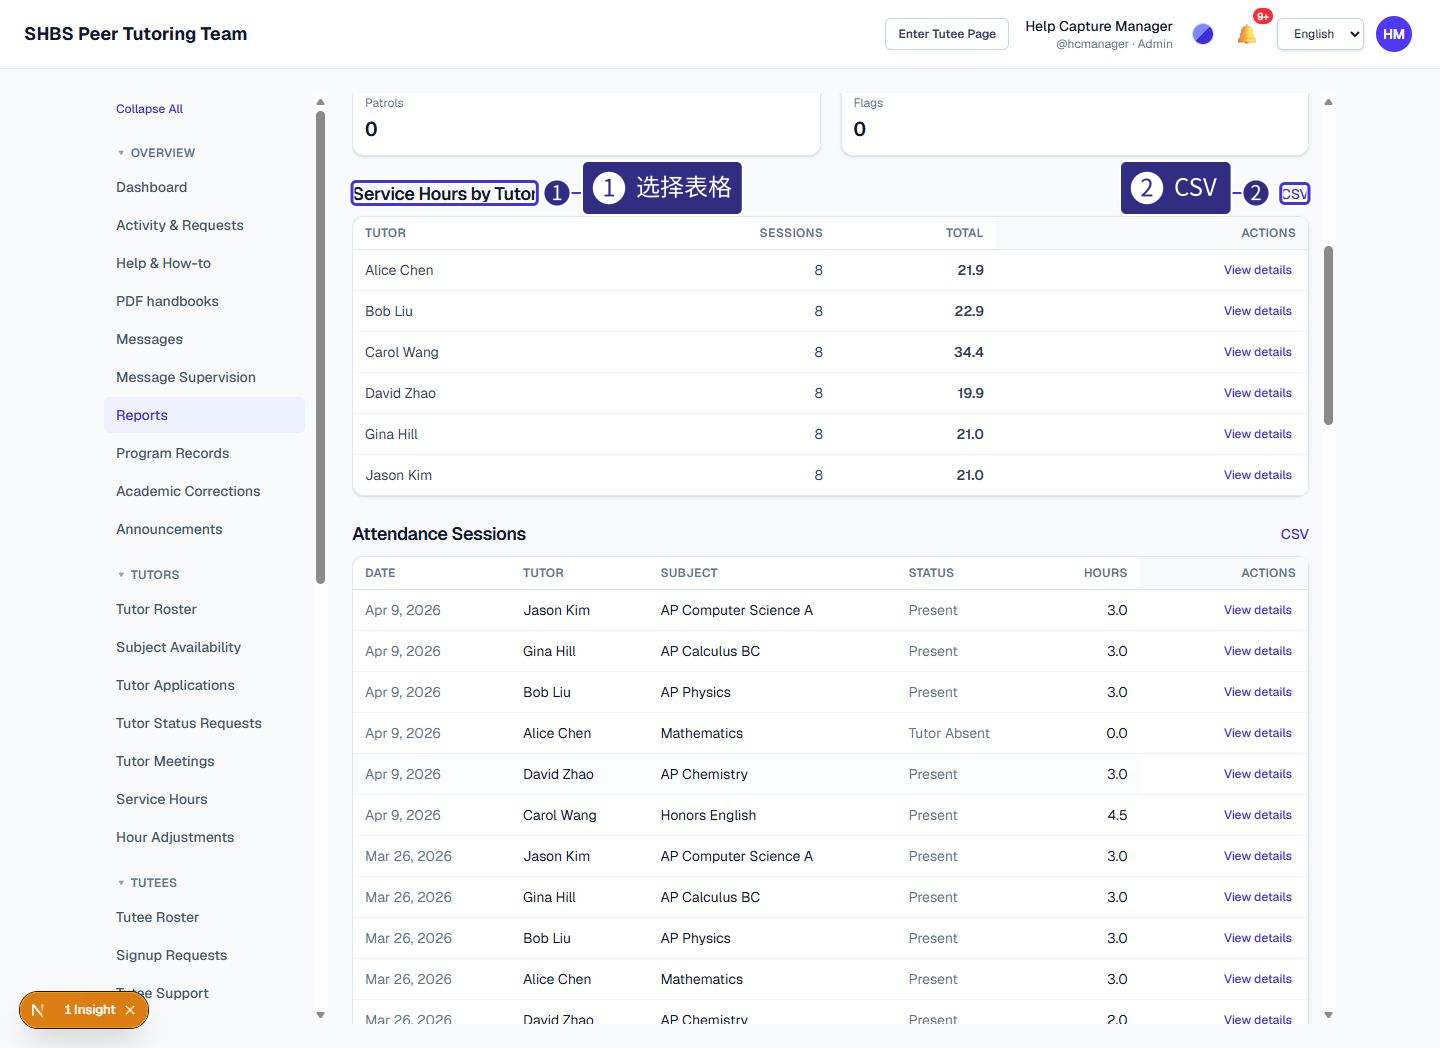 SHBS Peer Tutoring Team
Enter Tutee Page
Help Capture Manager
@hcmanager · Admin
9+
English
HM
Collapse All
OVERVIEW
Dashboard
Activity & Requests
Help & How-to
PDF handbooks
Messages
Message Supervision
Reports
Program Records
Academic Corrections
Announcements
TUTORS
Tutor Roster
Subject Availability
Tutor Applications
Tutor Status Requests
Tutor Meetings
Service Hours
Hour Adjustments
TUTEES
Tutee Roster
Signup Requests
Tutee Support
1 Insight
Patrols
0
Flags
0
Service Hours by Tutor 1 1 选择表格 2 CSV 2 CSV
TUTOR SESSIONS TOTAL ACTIONS
Alice Chen 8 21.9 View details
Bob Liu 8 22.9 View details
Carol Wang 8 34.4 View details
David Zhao 8 19.9 View details
Gina Hill 8 21.0 View details
Jason Kim 8 21.0 View details
Attendance Sessions CSV
DATE TUTOR SUBJECT STATUS HOURS ACTIONS
Apr 9, 2026 Jason Kim AP Computer Science A Present 3.0 View details
Apr 9, 2026 Gina Hill AP Calculus BC Present 3.0 View details
Apr 9, 2026 Bob Liu AP Physics Present 3.0 View details
Apr 9, 2026 Alice Chen Mathematics Tutor Absent 0.0 View details
Apr 9, 2026 David Zhao AP Chemistry Present 3.0 View details
Apr 9, 2026 Carol Wang Honors English Present 4.5 View details
Mar 26, 2026 Jason Kim AP Computer Science A Present 3.0 View details
Mar 26, 2026 Gina Hill AP Calculus BC Present 3.0 View details
Mar 26, 2026 Bob Liu AP Physics Present 3.0 View details
Mar 26, 2026 Alice Chen Mathematics Present 3.0 View details
Mar 26, 2026 David Zhao AP Chemistry Present 2.0 View details